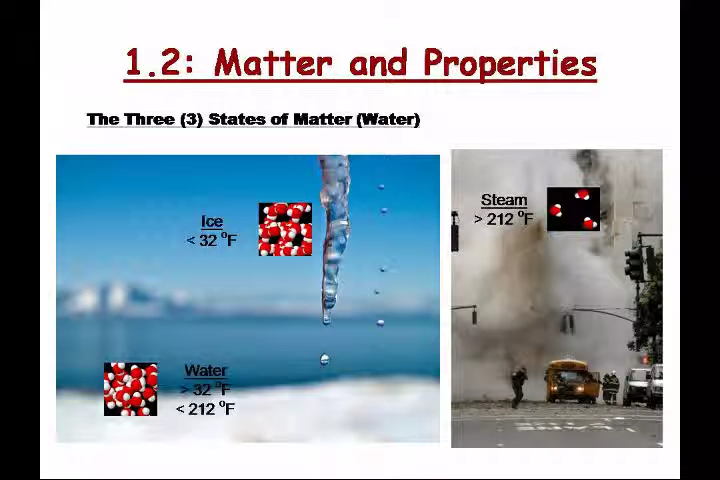 1.2: Matter and Properties
The Three (3) States of Matter (Water)
Ice
< 32 °F
Steam
> 212 °F
Water
> 32 °F
< 212 °F